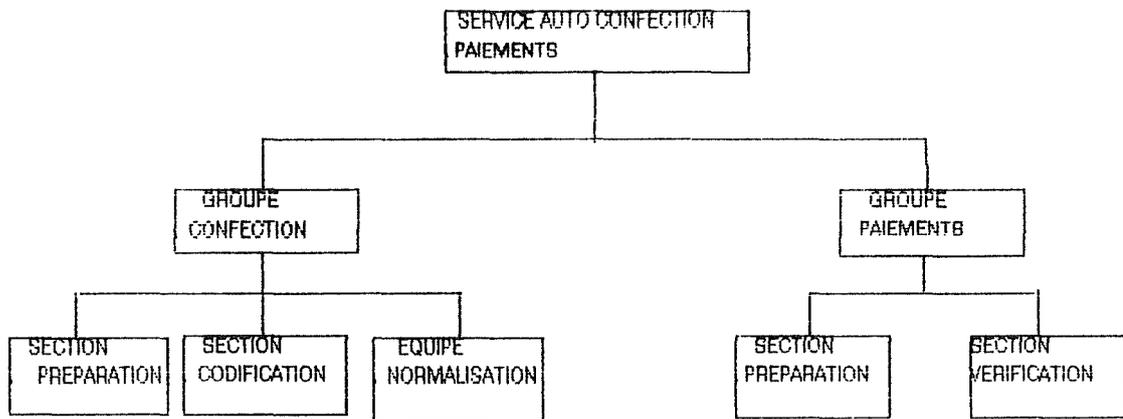 SERVICE AUTO CONFECTION
PAIEMENTS
GROUPE
CONFECTION
GROUPE
PAIEMENTS
SECTION
PREPARATION
SECTION
CODIFICATION
EQUIPE
NORMALISATION
SECTION
PREPARATION
SECTION
VERIFICATION